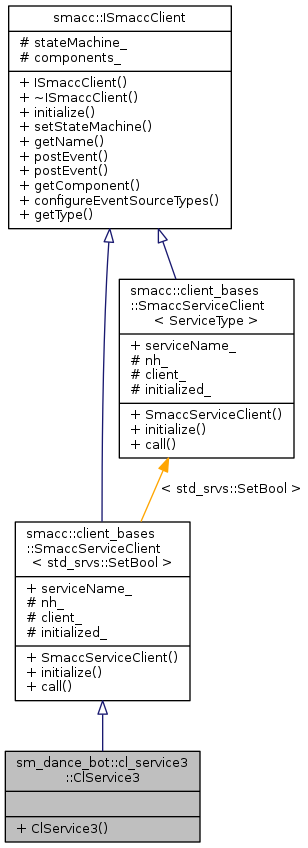 smacc::ISmaccClient
# stateMachine_
# components_
+ ISmaccClient()
+ ~ISmaccClient()
+ initialize()
+ setStateMachine()
+ getName()
+ postEvent()
+ postEvent()
+ getComponent()
+ configureEventSourceTypes()
+ getType()
smacc::client_bases
::SmaccServiceClient
< ServiceType >
+ serviceName_
# nh_
# client_
# initialized_
+ SmaccServiceClient()
+ initialize()
+ call()
< std_srvs::SetBool >
smacc::client_bases
::SmaccServiceClient
< std_srvs::SetBool >
+ serviceName_
# nh_
# client_
# initialized_
+ SmaccServiceClient()
+ initialize()
+ call()
sm_dance_bot::cl_service3
::ClService3
+ ClService3()